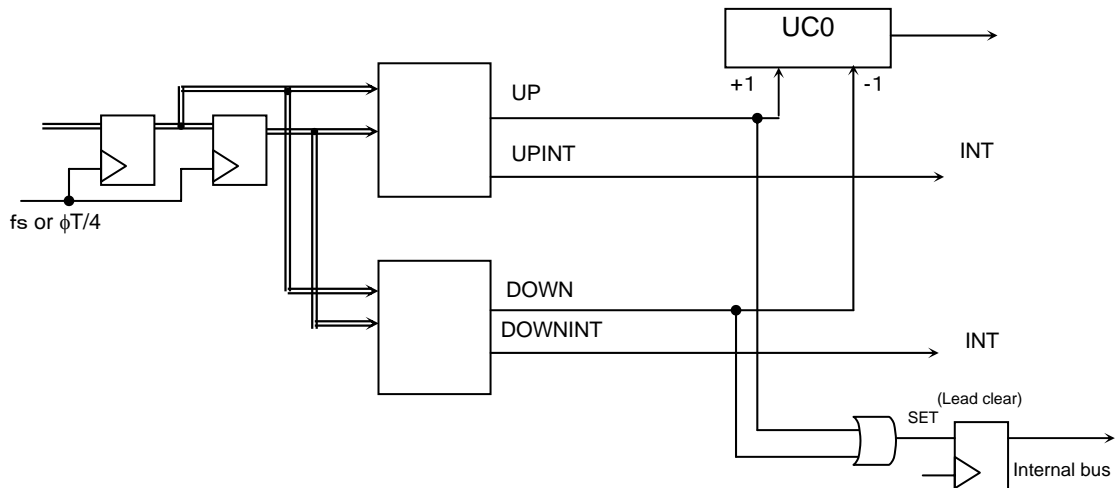 UC0
+1
-1
UP
UPINT
INT
fs or ϕT/4
DOWN
DOWNINT
INT
(Lead clear)
SET
Internal bus